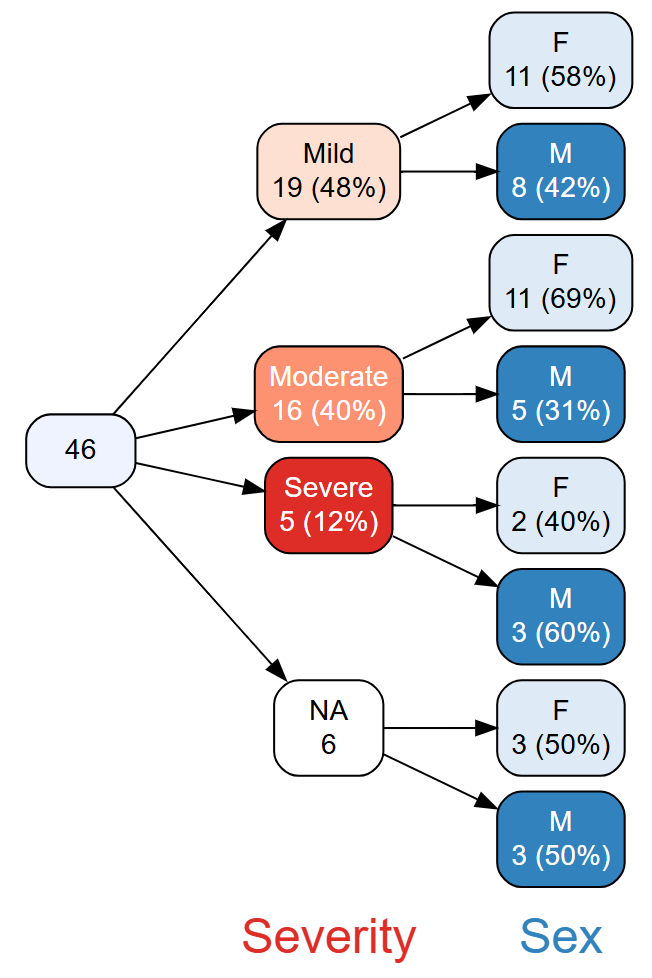 F
11 (58%)
Mild
19 (48%)
M
8 (42%)
F
11 (69%)
Moderate
16 (40%)
M
5 (31%)
46
Severe
5 (12%)
F
2 (40%)
M
3 (60%)
NA
6
F
3 (50%)
M
3 (50%)
Severity
Sex